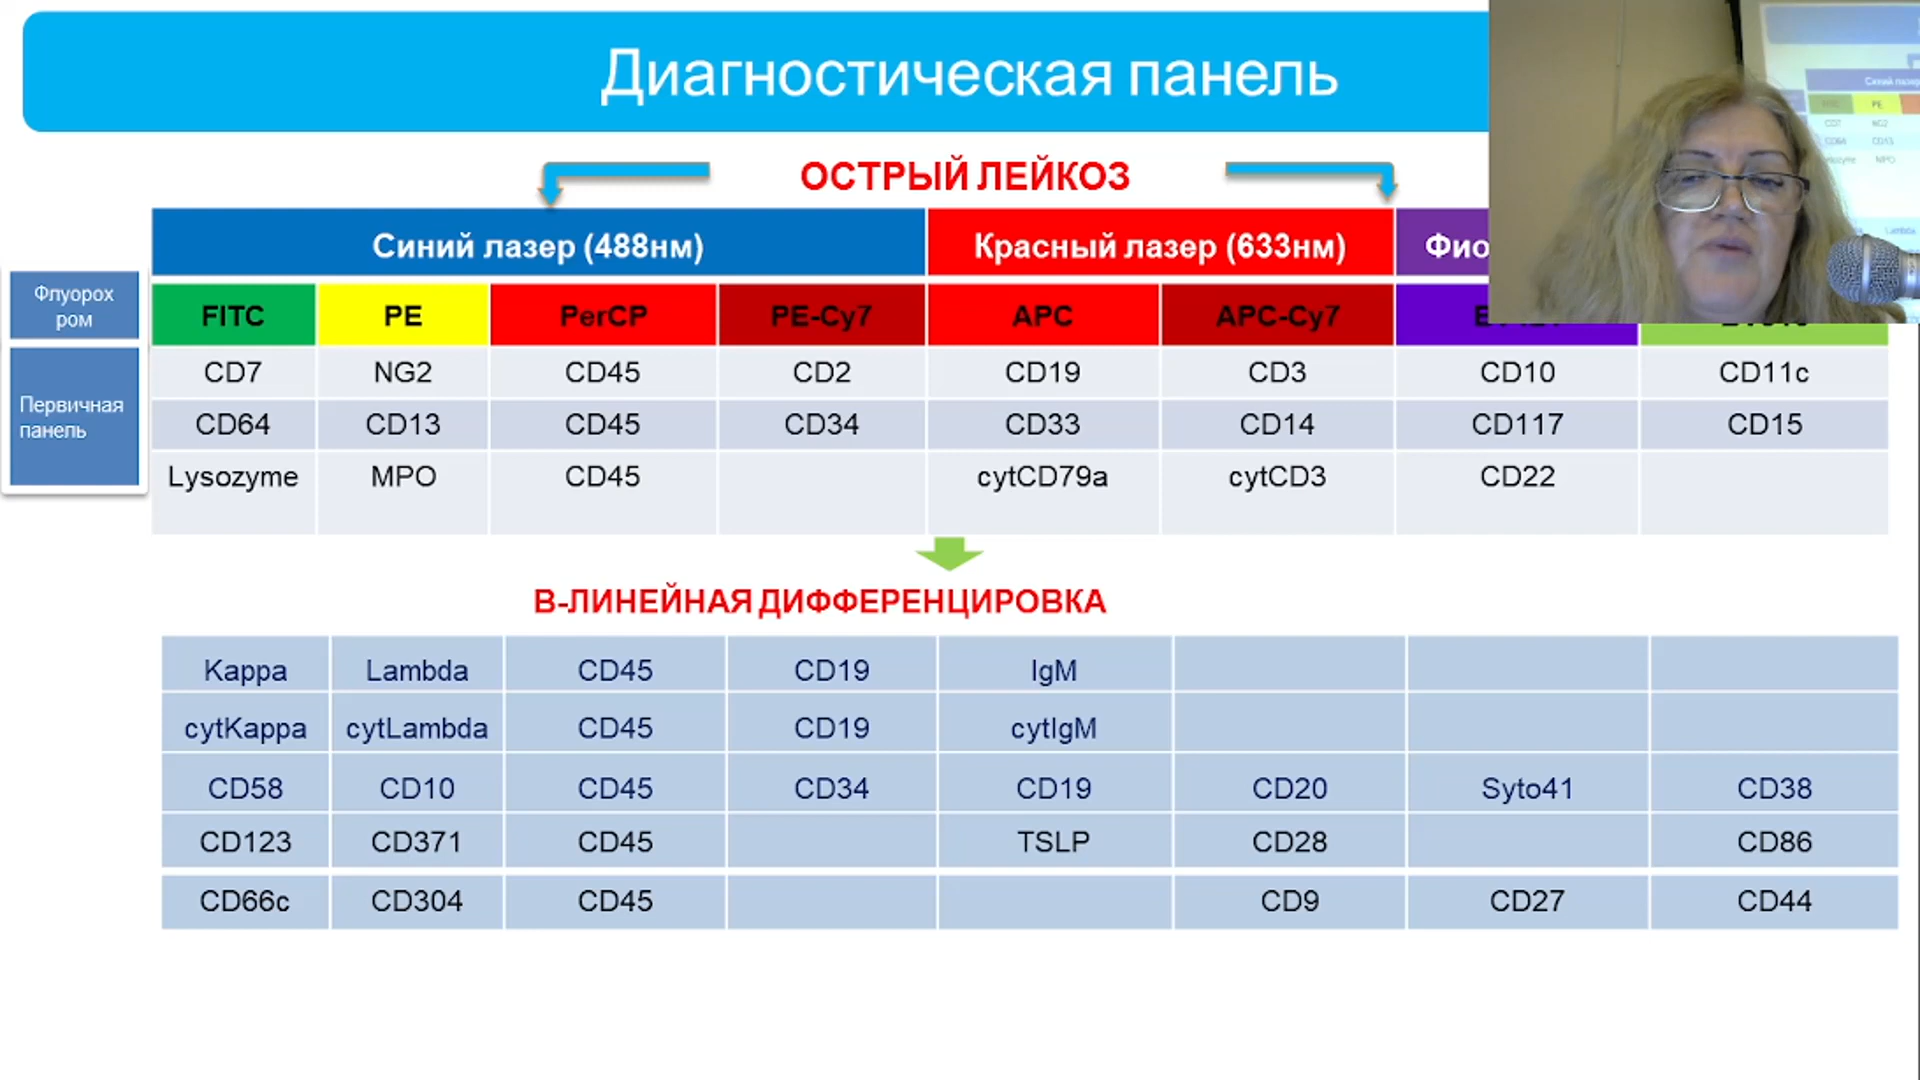 Диагностическая панель
ОСТРЫЙ ЛЕЙКОЗ
Синий лазер (488нм) Красный лазер (633нм) Фио
Флуорох
ром
FITC PE PerCP PE-Cy7 APC APC-Cy7
Первичная
панель
CD7 NG2 CD45 CD2 CD19 CD3 CD10 CD11c
CD64 CD13 CD45 CD34 CD33 CD14 CD117 CD15
Lysozyme MPO CD45 cytCD79a cytCD3 CD22
В-ЛИНЕЙНАЯ ДИФФЕРЕНЦИРОВКА
Kappa Lambda CD45 CD19 IgM
cytKappa cytLambda CD45 CD19 cytIgM
CD58 CD10 CD45 CD34 CD19 CD20 Syto41 CD38
CD123 CD371 CD45 TSLP CD28 CD86
CD66c CD304 CD45 CD9 CD27 CD44